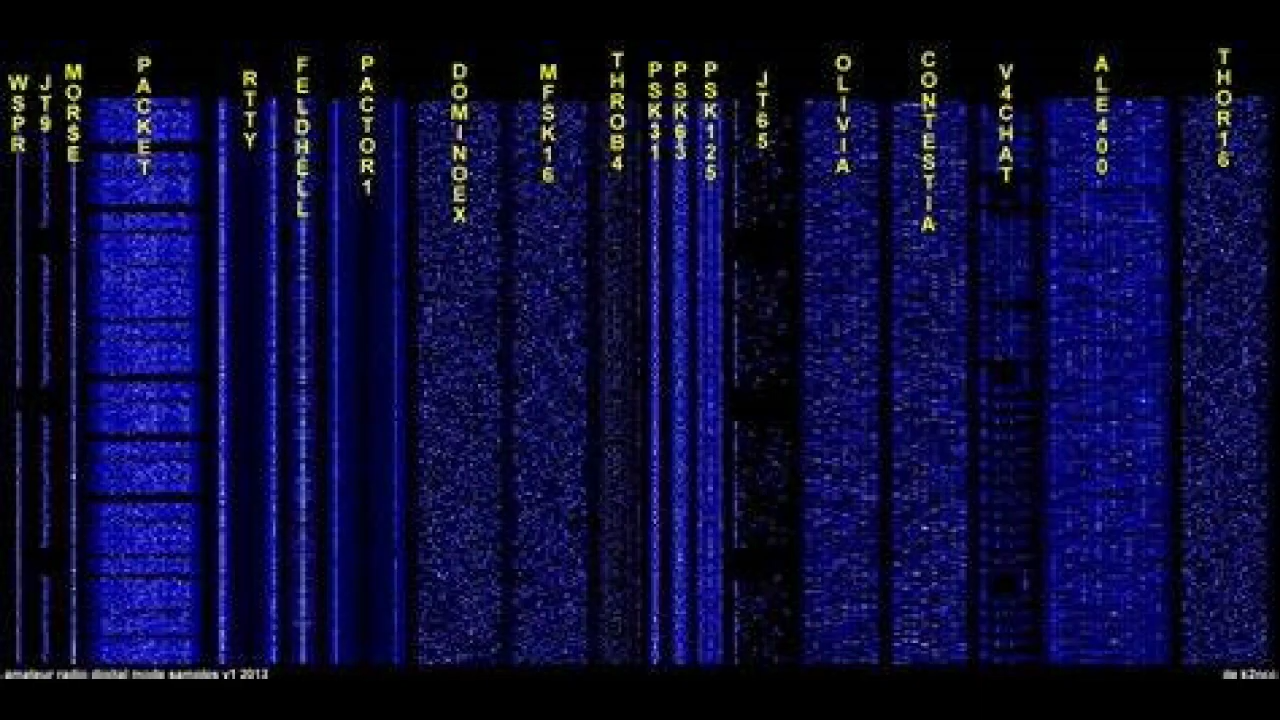 WSPR
JT9
MORSE
PACKET
RTTY
FELDHELL
PACTOR1
DOMINOEX
MFSK16
THROB4
PSK31
PSK63
PSK125
JT65
OLIVIA
CONTESTIA
V4CHAT
ALE400
THOR16
amateur radio digital mode samples v1 2013
de